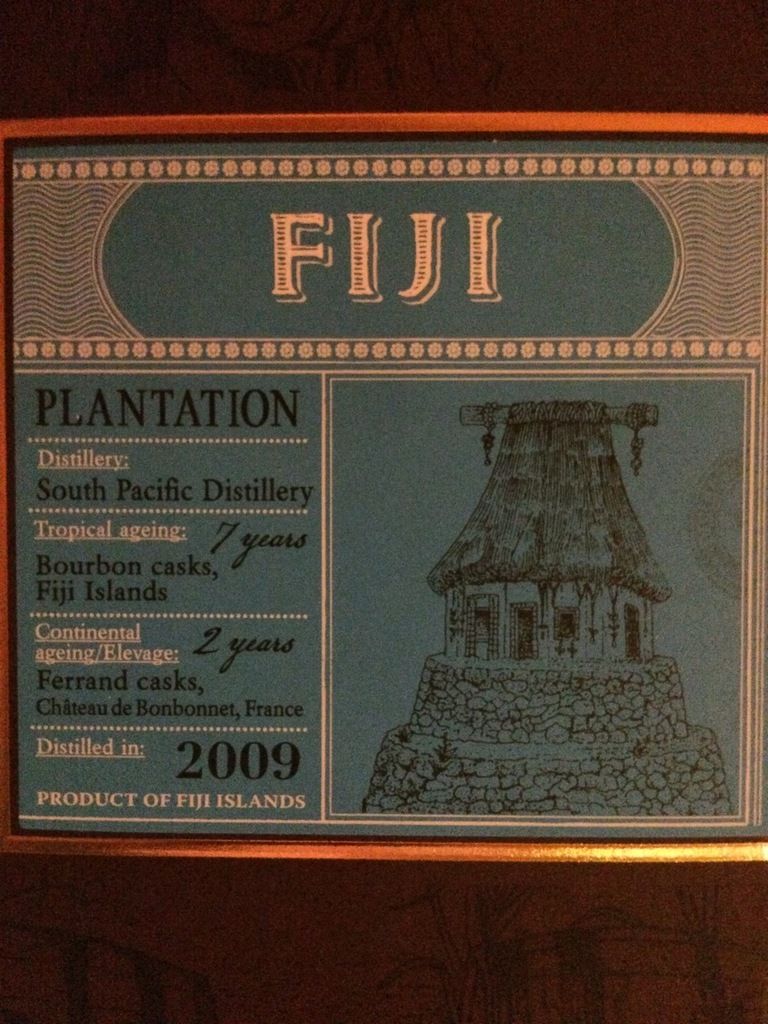 FIJI
PLANTATION
Distillery:
South Pacific Distillery
Tropical ageing: 7 years
Bourbon casks,
Fiji Islands
Continental
ageing/Elevage: 2 years
Ferrand casks,
Château de Bonbonnet, France
Distilled in: 2009
PRODUCT OF FIJI ISLANDS